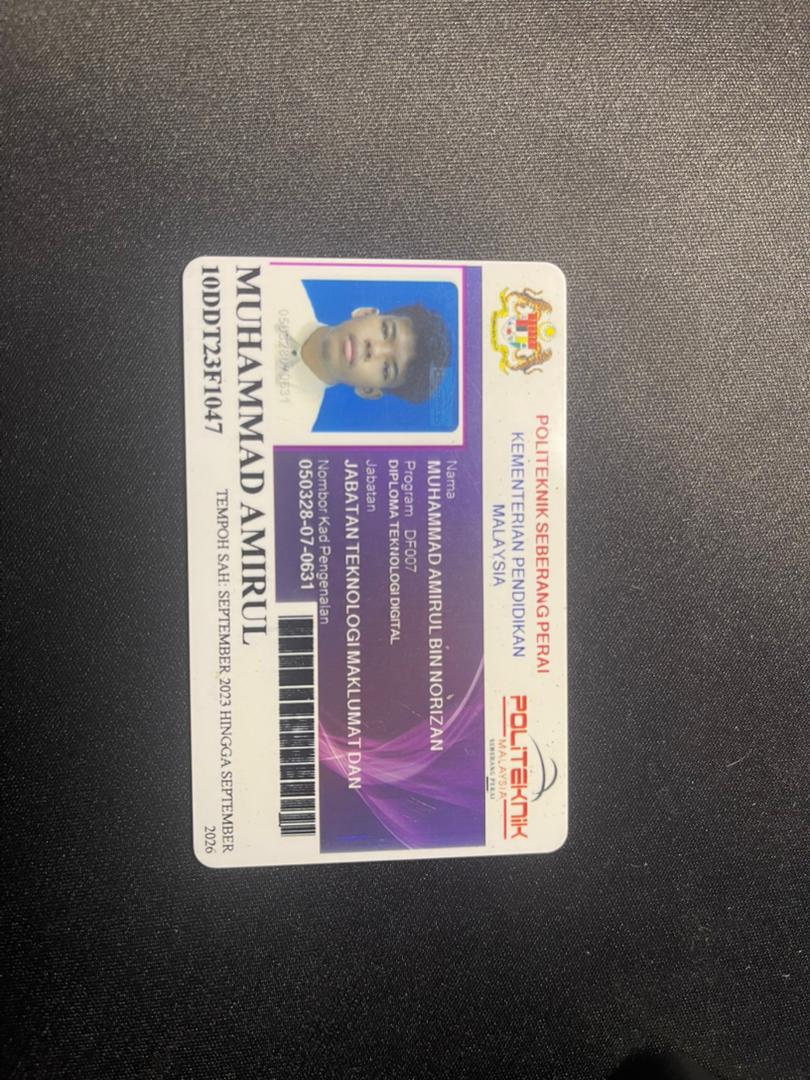 POLITEKNIK SEBERANG PERAI
KEMENTERIAN PENDIDIKAN
MALAYSIA
POLITEKNIK
MALAYSIA
SEBERANG PERAI
Nama
MUHAMMAD AMIRUL BIN NORIZAN
Program DF007
DIPLOMA TEKNOLOGI DIGITAL
Jabatan
JABATAN TEKNOLOGI MAKLUMAT DAN
Nombor Kad Pengenalan
050328-07-0631
MUHAMMAD AMIRUL
10DDT23F1047
TEMPOH SAH: SEPTEMBER 2023 HINGGA SEPTEMBER
2026